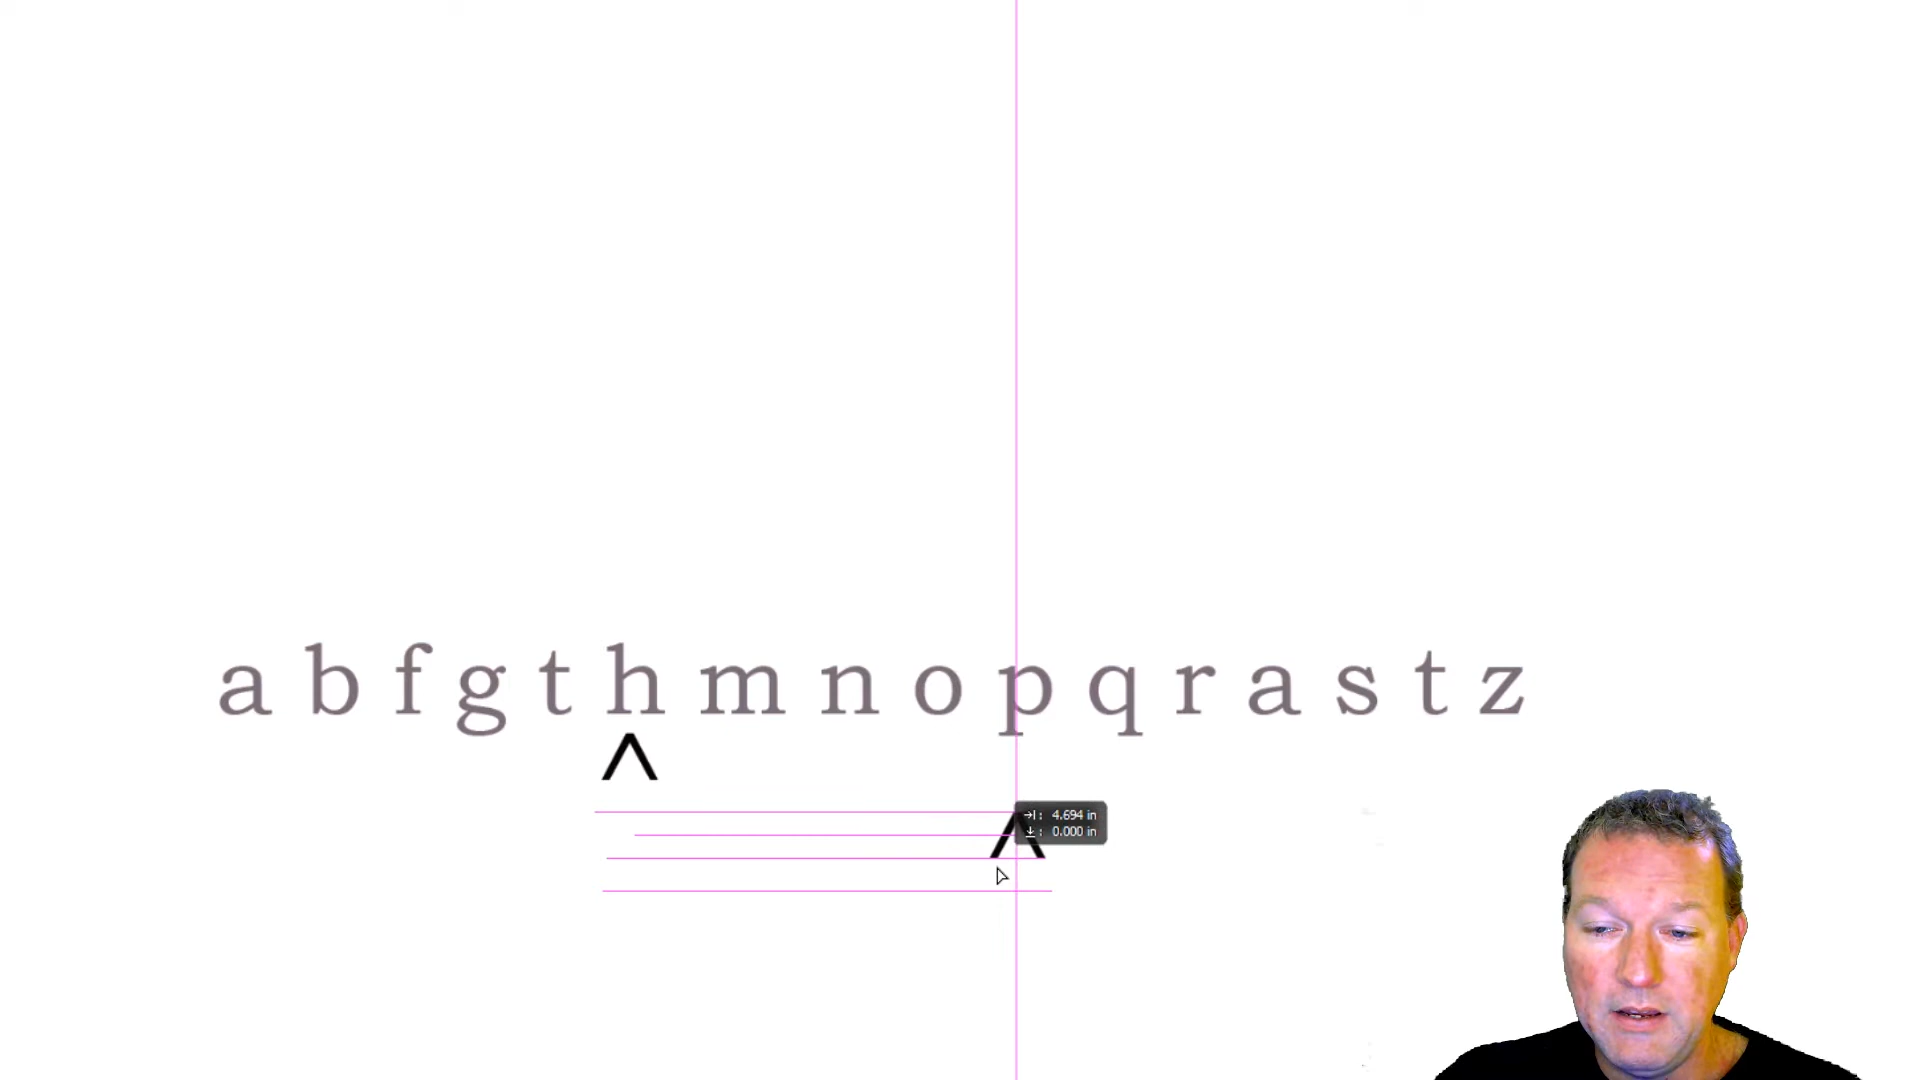 a b f g t h m n o p q r a s t z
^
→|: 4.694 in
↓: 0.000 in
^